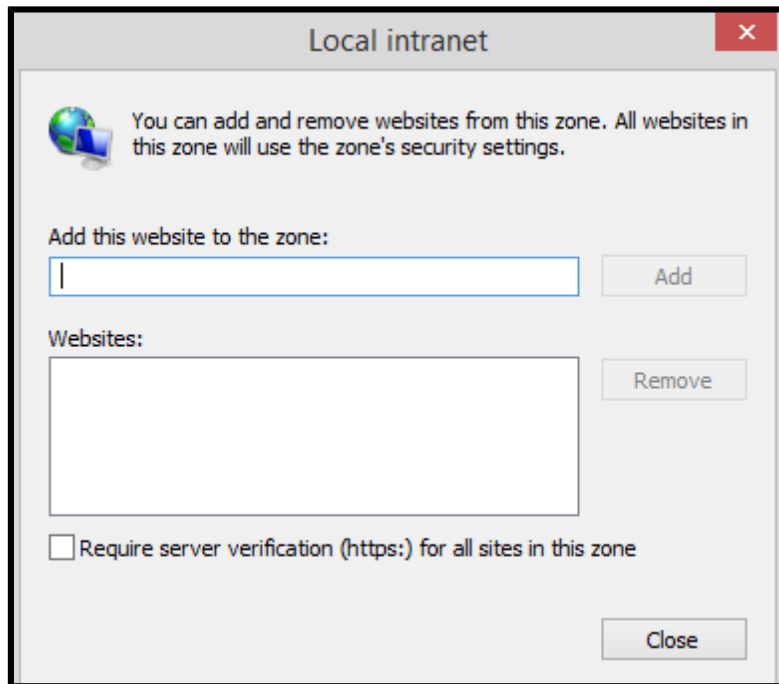 Local intranet
You can add and remove websites from this zone. All websites in
this zone will use the zone's security settings.
Add this website to the zone:
Add
Websites:
Remove
Require server verification (https:) for all sites in this zone
Close